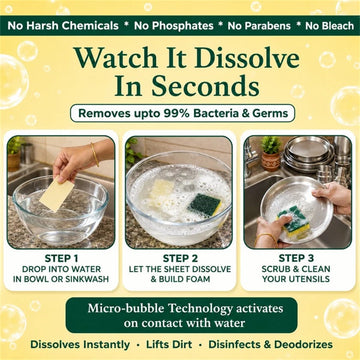 No Harsh Chemicals * No Phosphates * No Parabens * No Bleach
Watch It Dissolve
In Seconds
Removes upto 99% Bacteria & Germs
STEP 1
DROP INTO WATER
IN BOWL OR SINKWASH
STEP 2
LET THE SHEET DISSOLVE
& BUILD FOAM
STEP 3
SCRUB & CLEAN
YOUR UTENSILS
Micro-bubble Technology activates
on contact with water
Dissolves Instantly • Lifts Dirt • Disinfects & Deodorizes